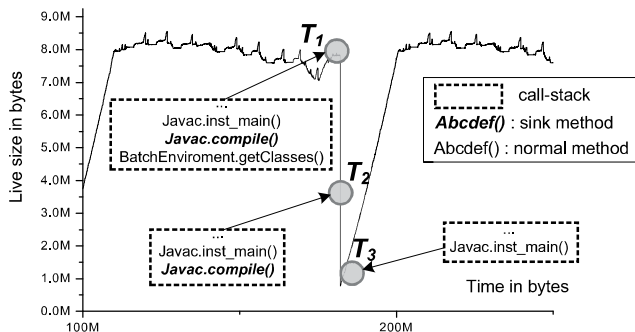 9.0M
8.0M
7.0M
6.0M
5.0M
4.0M
3.0M
2.0M
1.0M
0.0M
Live size in bytes
100M
200M
Time in bytes
T1
T2
T3
...
Javac.inst_main()
Javac.compile()
BatchEnviroment.getClasses()
...
Javac.inst_main()
Javac.compile()
...
Javac.inst_main()
call-stack
Abcdef() : sink method
Abcdef() : normal method